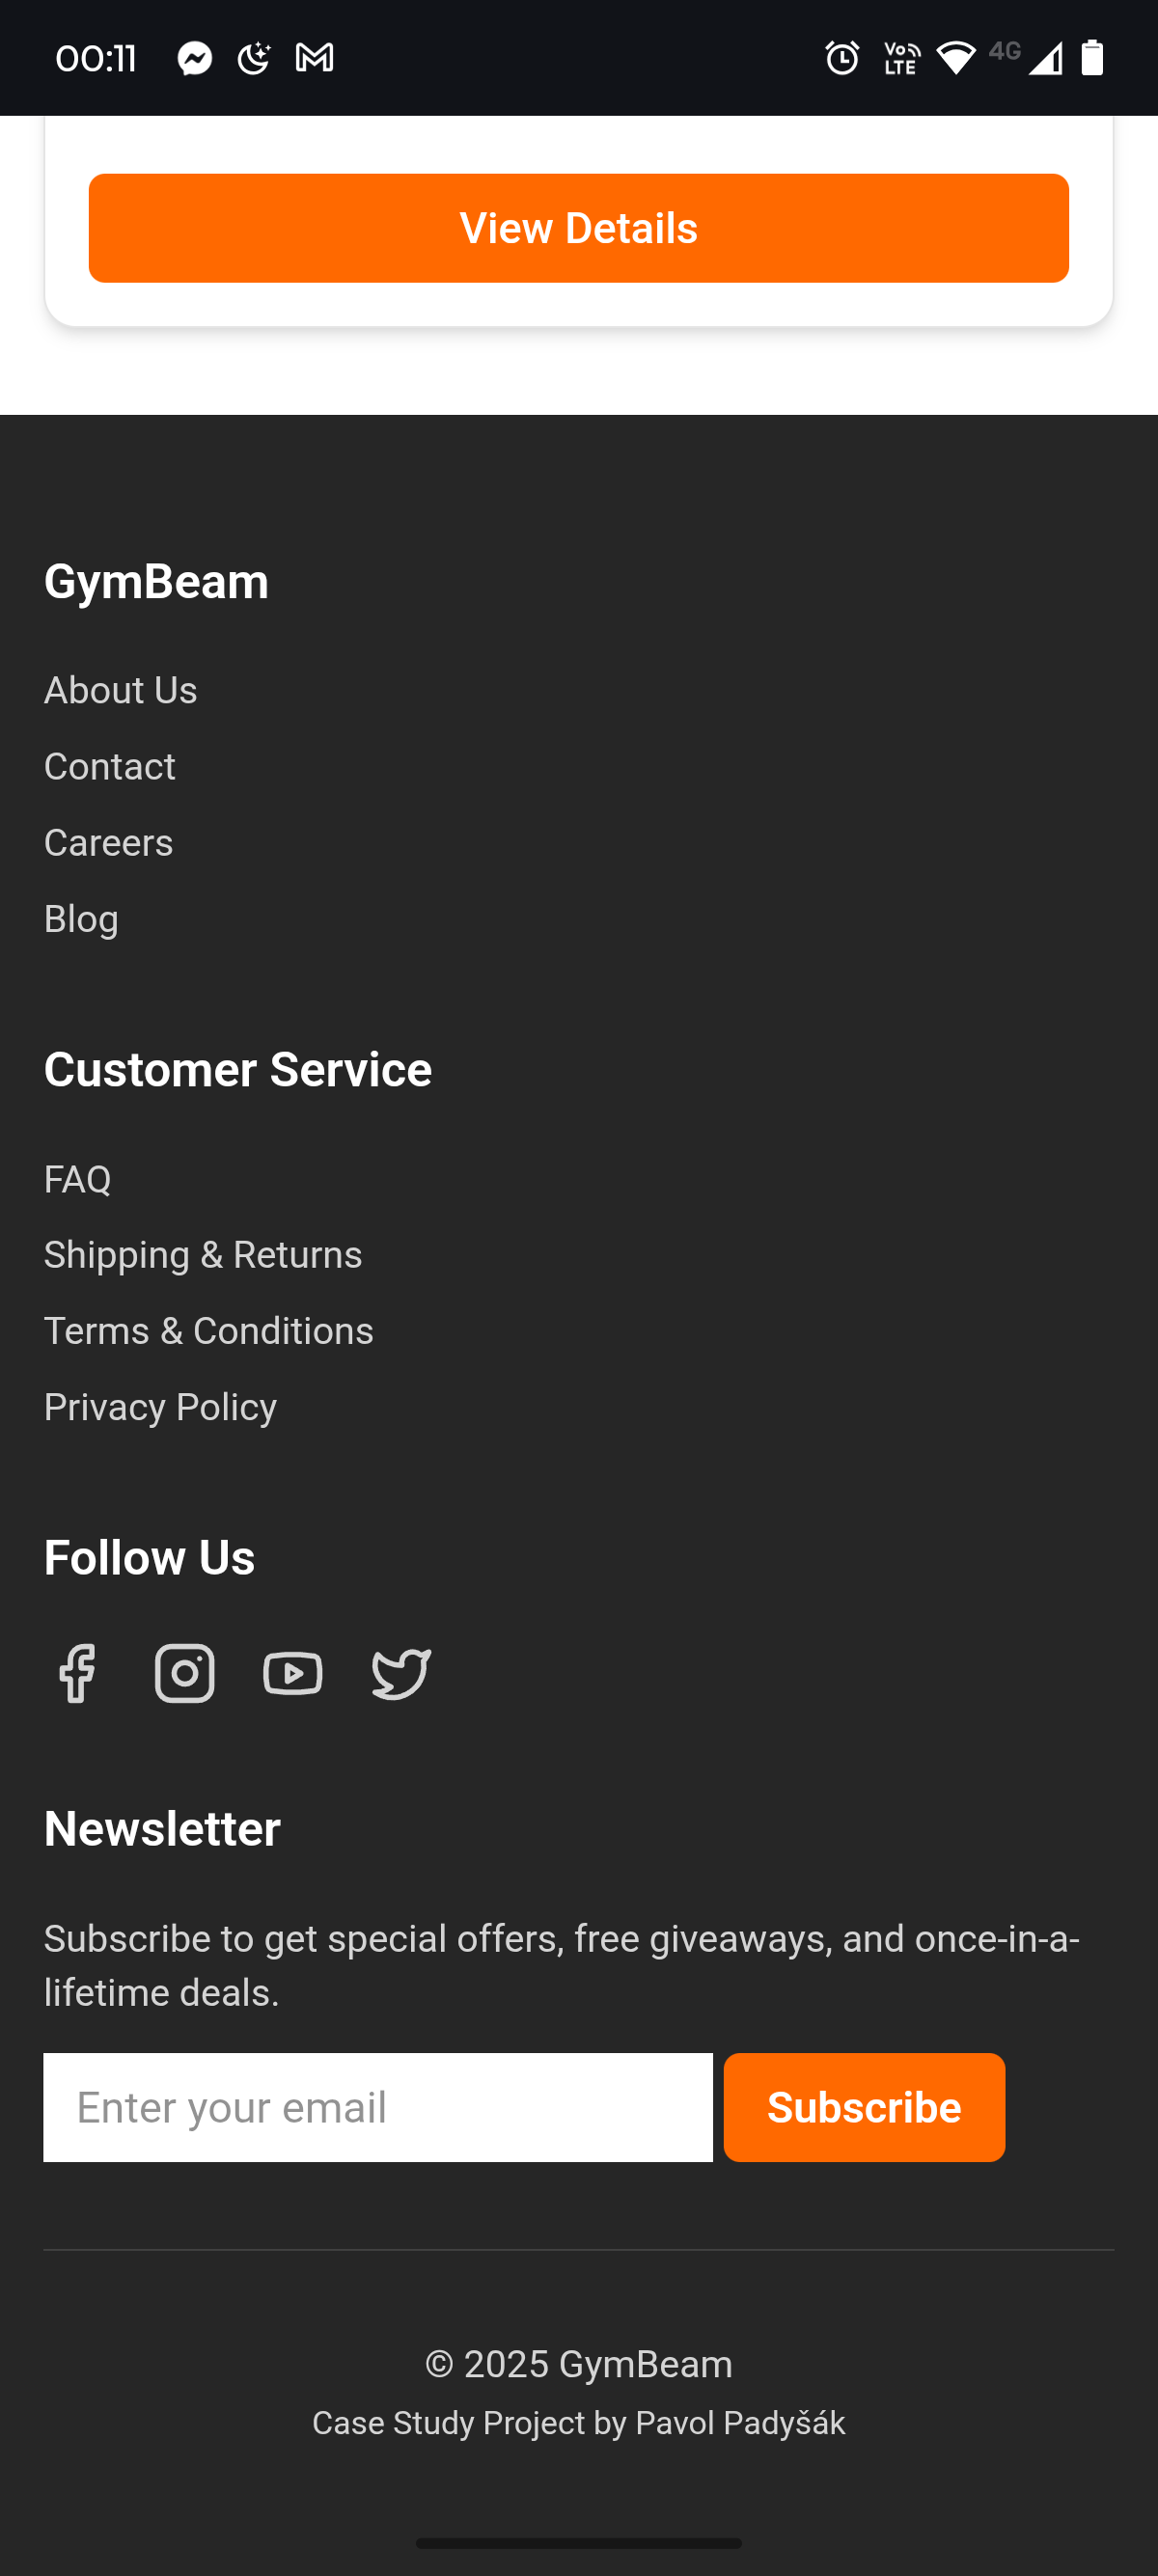 00:11
Vo
LTE
4G
View Details
GymBeam
About Us
Contact
Careers
Blog
Customer Service
FAQ
Shipping & Returns
Terms & Conditions
Privacy Policy
Follow Us
Newsletter
Subscribe to get special offers, free giveaways, and once-in-a-
lifetime deals.
Enter your email
Subscribe
© 2025 GymBeam
Case Study Project by Pavol Padyšák